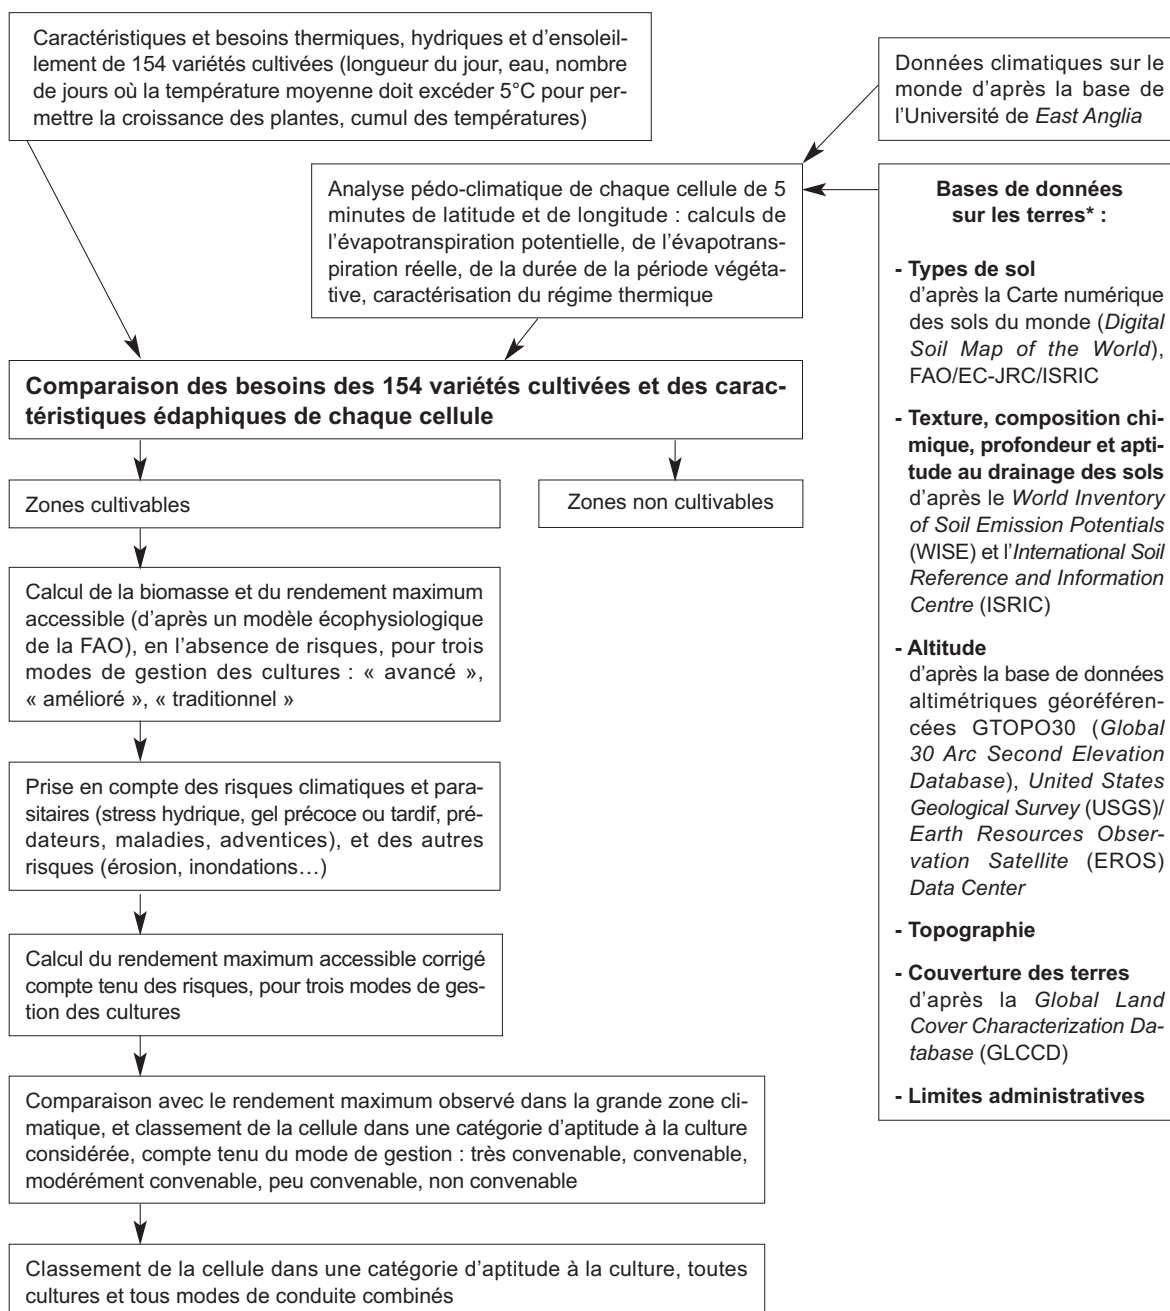 Caractéristiques et besoins thermiques, hydriques et d'ensoleil-
lement de 154 variétés cultivées (longueur du jour, eau, nombre
de jours où la température moyenne doit excéder 5°C pour per-
mettre la croissance des plantes, cumul des températures)
Données climatiques sur le
monde d'après la base de
l'Université de East Anglia
Analyse pédo-climatique de chaque cellule de 5
minutes de latitude et de longitude : calculs de
l'évapotranspiration potentielle, de l'évapotrans-
piration réelle, de la durée de la période végéta-
tive, caractérisation du régime thermique
Bases de données
sur les terres* :
- Types de sol
d'après la Carte numérique
des sols du monde (Digital
Soil Map of the World),
FAO/EC-JRC/ISRIC
- Texture, composition chi-
mique, profondeur et apti-
tude au drainage des sols
d'après le World Inventory
of Soil Emission Potentials
(WISE) et l'International Soil
Reference and Information
Centre (ISRIC)
- Altitude
d'après la base de données
altimétriques géoréféren-
cées GTOPO30 (Global
30 Arc Second Elevation
Database), United States
Geological Survey (USGS)/
Earth Resources Obser-
vation Satellite (EROS)
Data Center
- Topographie
- Couverture des terres
d'après la Global Land
Cover Characterization Da-
tabase (GLCCD)
- Limites administratives
Comparaison des besoins des 154 variétés cultivées et des carac-
téristiques édaphiques de chaque cellule
Zones cultivables
Zones non cultivables
Calcul de la biomasse et du rendement maximum
accessible (d'après un modèle écophysiologique
de la FAO), en l'absence de risques, pour trois
modes de gestion des cultures : « avancé »,
« amélioré », « traditionnel »
Prise en compte des risques climatiques et para-
sitaires (stress hydrique, gel précoce ou tardif, pré-
dateurs, maladies, adventices), et des autres
risques (érosion, inondations…)
Calcul du rendement maximum accessible corrigé
compte tenu des risques, pour trois modes de ges-
tion des cultures
Comparaison avec le rendement maximum observé dans la grande zone cli-
matique, et classement de la cellule dans une catégorie d'aptitude à la culture
considérée, compte tenu du mode de gestion : très convenable, convenable,
modérément convenable, peu convenable, non convenable
Classement de la cellule dans une catégorie d'aptitude à la culture, toutes
cultures et tous modes de conduite combinés